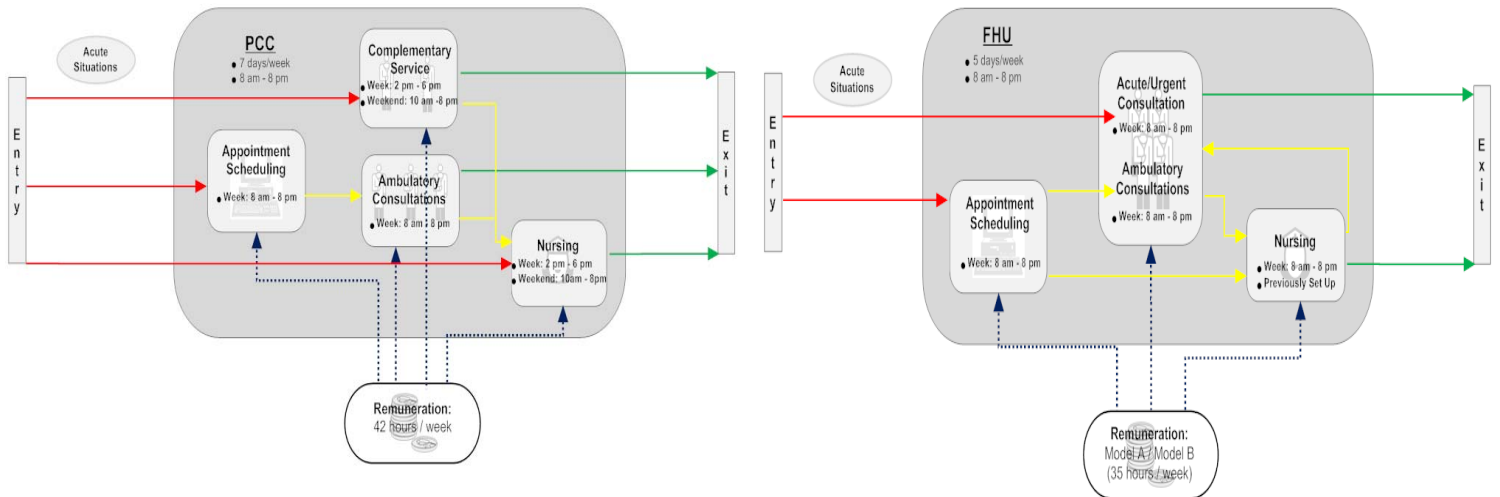 PCC
• 7 days/week
• 8 am - 8 pm
Acute
Situations
Entry
Complementary
Service
• Week: 2 pm - 6 pm
• Weekend: 10 am -8 pm
Appointment
Scheduling
• Week: 8 am - 8 pm
Ambulatory
Consultations
• Week: 8 am - 8 pm
Nursing
• Week: 2 pm - 6 pm
• Weekend: 10am - 8pm
Exit
Remuneration:
42 hours / week
FHU
• 5 days/week
• 8 am - 8 pm
Acute
Situations
Entry
Acute/Urgent
Consultation
• Week: 8 am - 8 pm
Ambulatory
Consultations
• Week: 8 am - 8 pm
Appointment
Scheduling
• Week: 8 am - 8 pm
Nursing
• Week: 8 am - 8 pm
• Previously Set Up
Exit
Remuneration:
Model A / Model B
(35 hours / week)